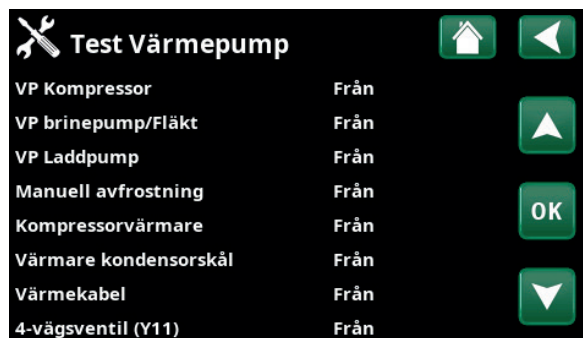 Test Värmepump
VP Kompressor Från
VP brinepump/Fläkt Från
VP Laddpump Från
Manuell avfrostning Från
Kompressorvärmare Från
Värmare kondensorskål Från
Värmekabel Från
4-vägsventil (Y11) Från
OK